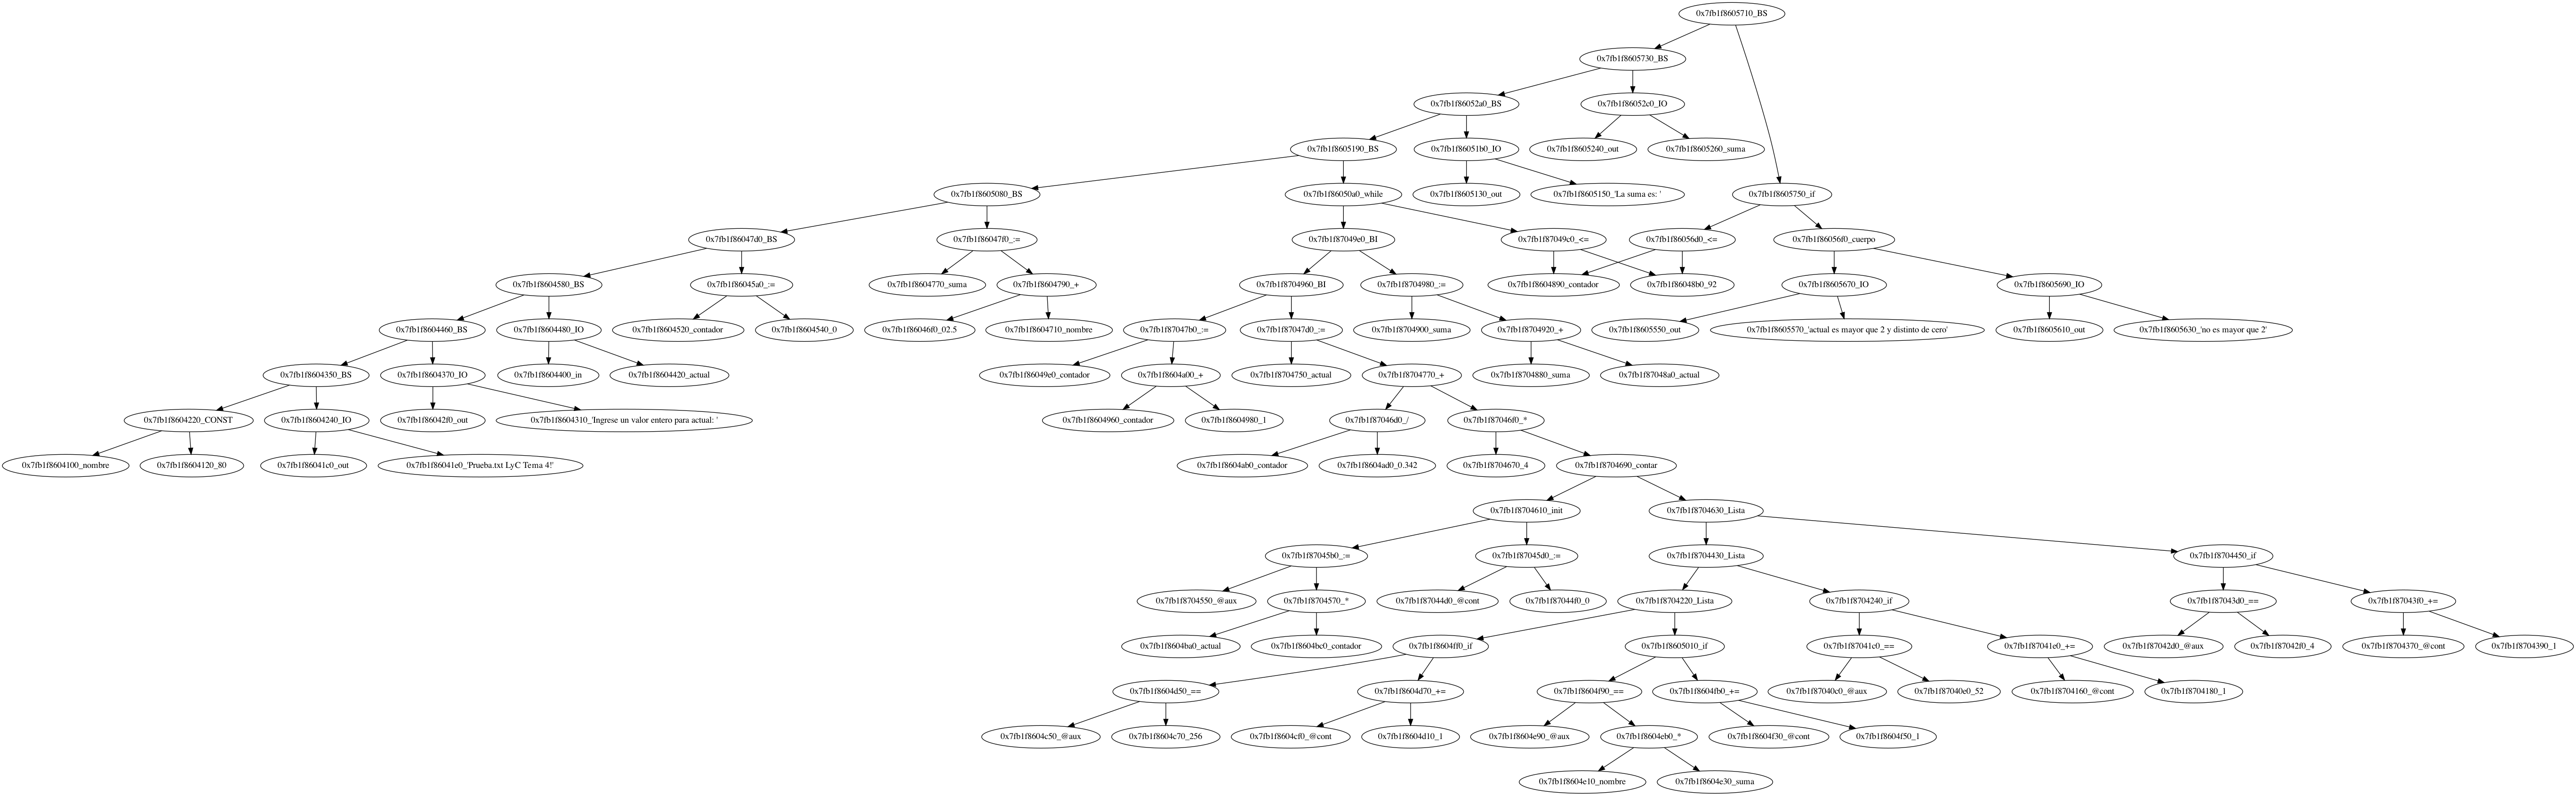 0x7fb1f8605710_BS
0x7fb1f8605730_BS
0x7fb1f86052a0_BS
0x7fb1f86052c0_IO
0x7fb1f8605190_BS
0x7fb1f86051b0_IO
0x7fb1f8605240_out
0x7fb1f8605260_suma
0x7fb1f8605080_BS
0x7fb1f86050a0_while
0x7fb1f8605130_out
0x7fb1f8605150_'La suma es: '
0x7fb1f8605750_if
0x7fb1f86047d0_BS
0x7fb1f86047f0_:=
0x7fb1f87049e0_BI
0x7fb1f87049c0_<=
0x7fb1f86056d0_<=
0x7fb1f86056f0_cuerpo
0x7fb1f8604580_BS
0x7fb1f86045a0_:=
0x7fb1f8604770_suma
0x7fb1f8604790_+
0x7fb1f8704960_BI
0x7fb1f8704980_:=
0x7fb1f8604890_contador
0x7fb1f86048b0_92
0x7fb1f8605670_IO
0x7fb1f8605690_IO
0x7fb1f8604460_BS
0x7fb1f8604480_IO
0x7fb1f8604520_contador
0x7fb1f8604540_0
0x7fb1f86046f0_02.5
0x7fb1f8604710_nombre
0x7fb1f87047b0_:=
0x7fb1f87047d0_:=
0x7fb1f8704900_suma
0x7fb1f8704920_+
0x7fb1f8605550_out
0x7fb1f8605570_'actual es mayor que 2 y distinto de cero'
0x7fb1f8605610_out
0x7fb1f8605630_'no es mayor que 2'
0x7fb1f8604350_BS
0x7fb1f8604370_IO
0x7fb1f8604400_in
0x7fb1f8604420_actual
0x7fb1f86049e0_contador
0x7fb1f8604a00_+
0x7fb1f8704750_actual
0x7fb1f8704770_+
0x7fb1f8704880_suma
0x7fb1f87048a0_actual
0x7fb1f8604220_CONST
0x7fb1f8604240_IO
0x7fb1f86042f0_out
0x7fb1f8604310_'Ingrese un valor entero para actual: '
0x7fb1f8604960_contador
0x7fb1f8604980_1
0x7fb1f87046d0_/
0x7fb1f87046f0_*
0x7fb1f8604100_nombre
0x7fb1f8604120_80
0x7fb1f86041c0_out
0x7fb1f86041e0_'Prueba.txt LyC Tema 4!'
0x7fb1f8604ab0_contador
0x7fb1f8604ad0_0.342
0x7fb1f8704670_4
0x7fb1f8704690_contar
0x7fb1f8704610_init
0x7fb1f8704630_Lista
0x7fb1f87045b0_:=
0x7fb1f87045d0_:=
0x7fb1f8704430_Lista
0x7fb1f8704450_if
0x7fb1f8704550_@aux
0x7fb1f8704570_*
0x7fb1f87044d0_@cont
0x7fb1f87044f0_0
0x7fb1f8704220_Lista
0x7fb1f8704240_if
0x7fb1f87043d0_==
0x7fb1f87043f0_+=
0x7fb1f8604ba0_actual
0x7fb1f8604bc0_contador
0x7fb1f8604ff0_if
0x7fb1f8605010_if
0x7fb1f87041c0_==
0x7fb1f87041e0_+=
0x7fb1f87042d0_@aux
0x7fb1f87042f0_4
0x7fb1f8704370_@cont
0x7fb1f8704390_1
0x7fb1f8604d50_==
0x7fb1f8604d70_+=
0x7fb1f8604f90_==
0x7fb1f8604fb0_+=
0x7fb1f87040c0_@aux
0x7fb1f87040e0_52
0x7fb1f8704160_@cont
0x7fb1f8704180_1
0x7fb1f8604c50_@aux
0x7fb1f8604c70_256
0x7fb1f8604cf0_@cont
0x7fb1f8604d10_1
0x7fb1f8604e90_@aux
0x7fb1f8604eb0_*
0x7fb1f8604f30_@cont
0x7fb1f8604f50_1
0x7fb1f8604e10_nombre
0x7fb1f8604e30_suma